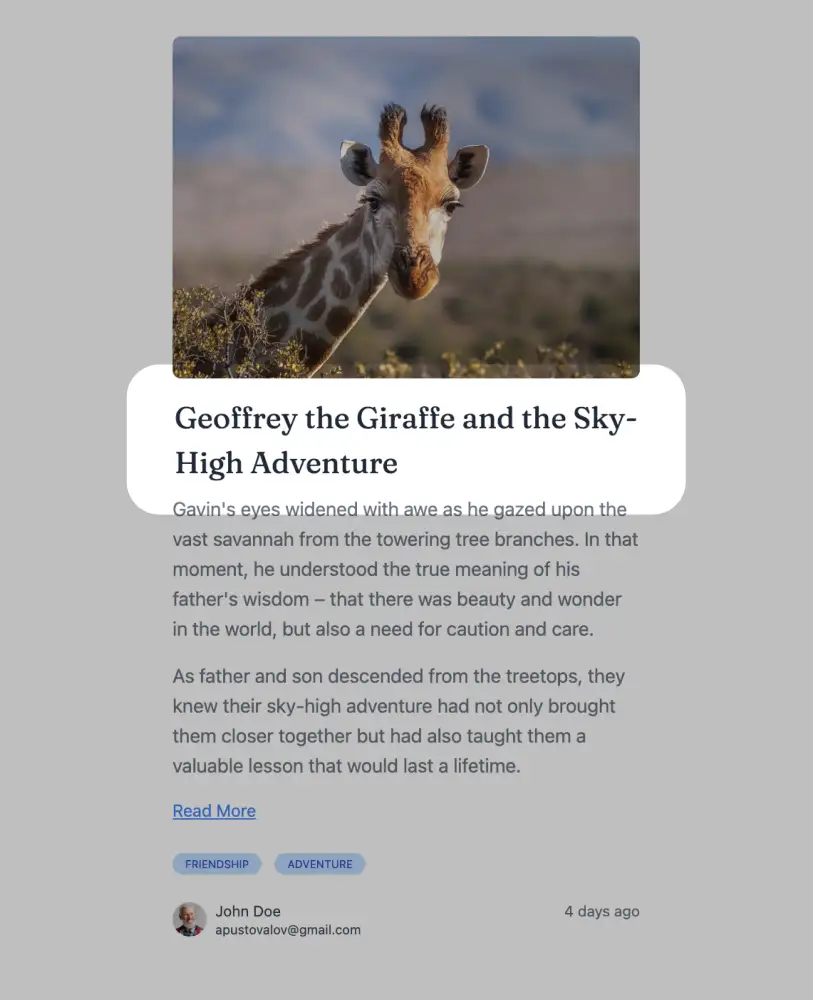 Geoffrey the Giraffe and the Sky-
High Adventure
Gavin's eyes widened with awe as he gazed upon the
vast savannah from the towering tree branches. In that
moment, he understood the true meaning of his
father's wisdom – that there was beauty and wonder
in the world, but also a need for caution and care.
As father and son descended from the treetops, they
knew their sky-high adventure had not only brought
them closer together but had also taught them a
valuable lesson that would last a lifetime.
Read More
FRIENDSHIP ADVENTURE
John Doe 4 days ago
apustovalov@gmail.com